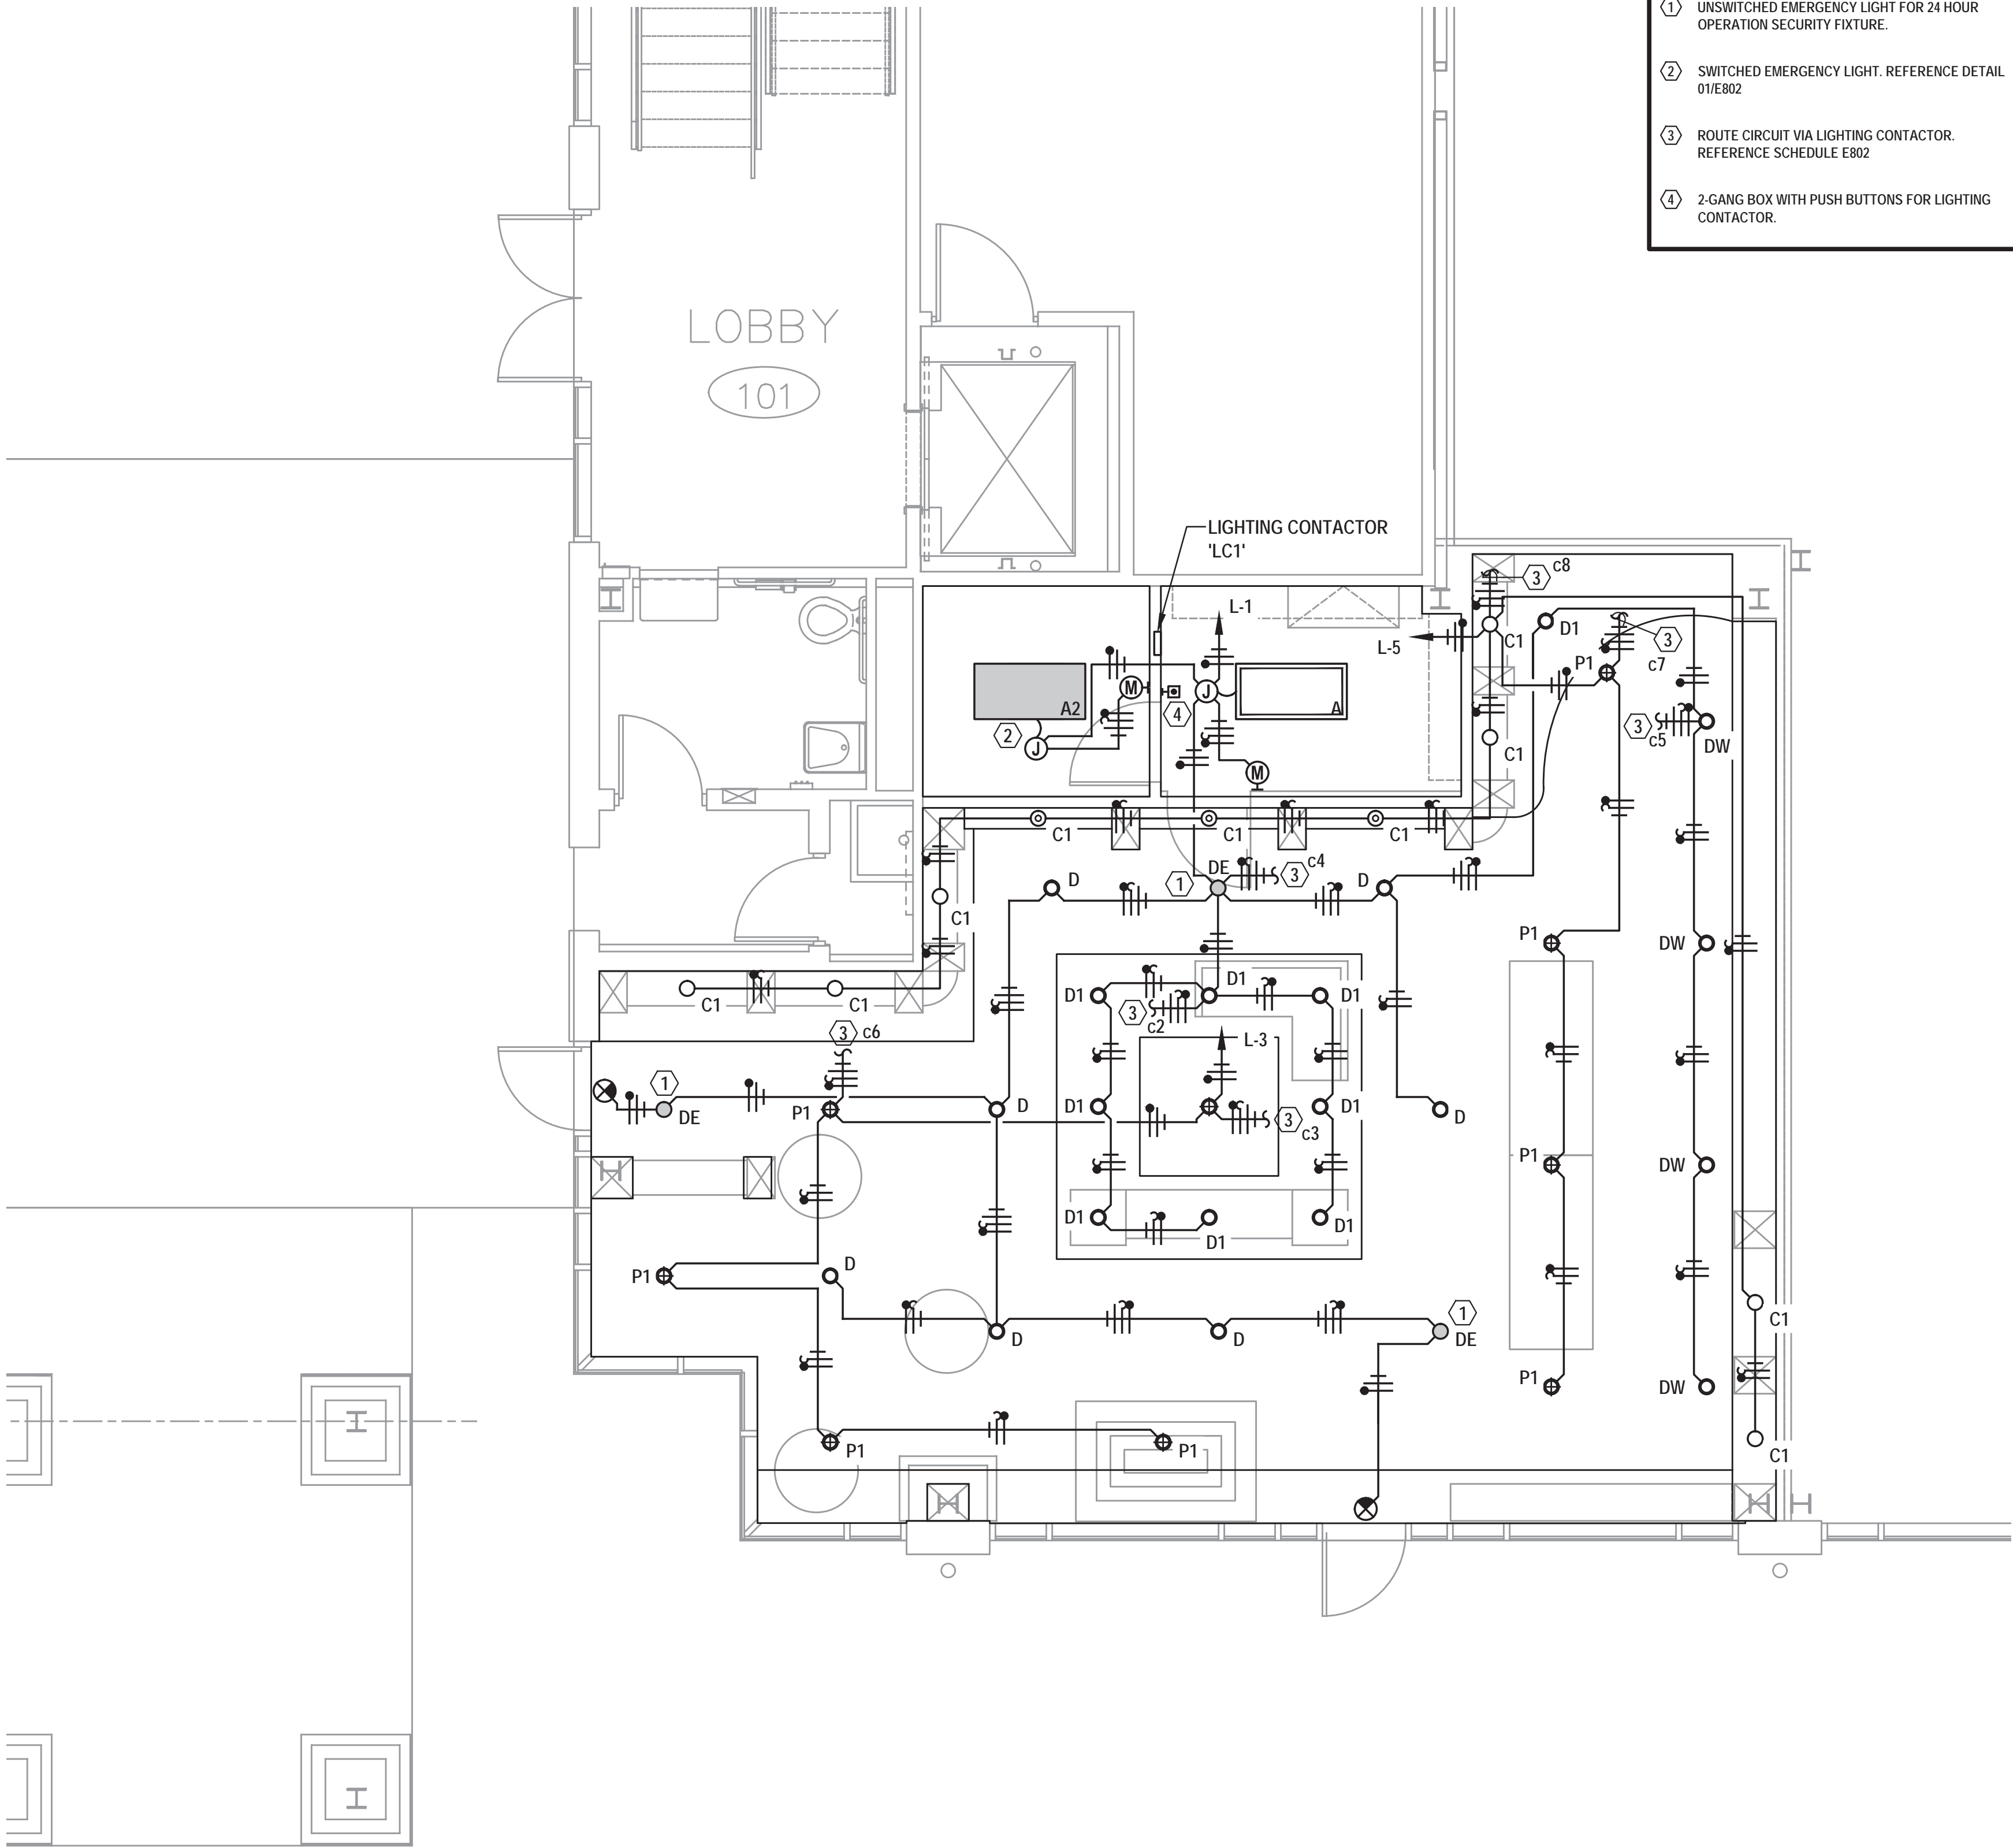 1 UNSWITCHED EMERGENCY LIGHT FOR 24 HOUR
OPERATION SECURITY FIXTURE.
2 SWITCHED EMERGENCY LIGHT. REFERENCE DETAIL
01/E802
3 ROUTE CIRCUIT VIA LIGHTING CONTACTOR.
REFERENCE SCHEDULE E802
4 2-GANG BOX WITH PUSH BUTTONS FOR LIGHTING
CONTACTOR.
LOBBY
101
LIGHTING CONTACTOR
'LC1'
3 c8
L-1
D1
L-5
C1
3
c7
P1
M
J
A2
4
A
2
J
3
c5
DW
C1
M
C1
C1
C1
DE
3 c4
1
D
D
C1
P1
DW
D1
D1
D1
C1
C1
3
c2
3 c6
L-3
1
DE
P1
D
D1
D1
3
c3
D
P1
DW
D1
D1
D1
P1
D
1
D
D
DE
C1
P1
DW
P1
P1
C1